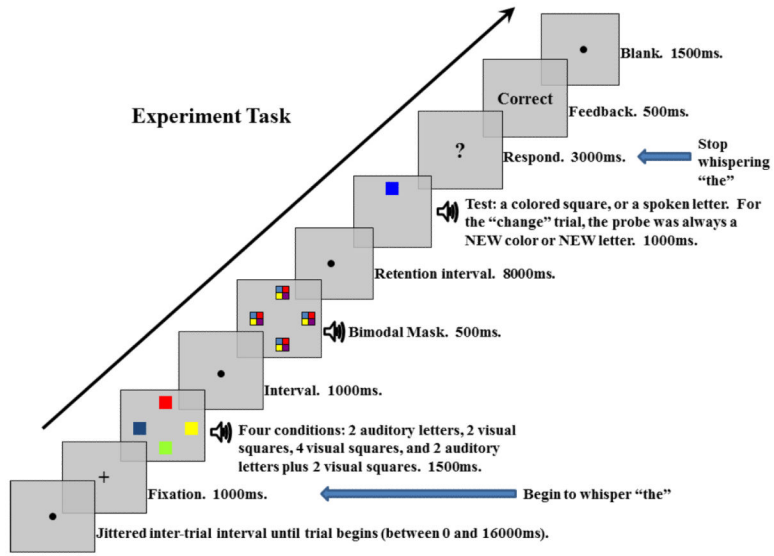 Blank. 1500ms.
Experiment Task
Correct
Feedback. 500ms.
?
Respond. 3000ms.
Stop
whispering
“the”
Test: a colored square, or a spoken letter. For
the “change” trial, the probe was always a
NEW color or NEW letter. 1000ms.
Retention interval. 8000ms.
Bimodal Mask. 500ms.
Interval. 1000ms.
Four conditions: 2 auditory letters, 2 visual
squares, 4 visual squares, and 2 auditory
letters plus 2 visual squares. 1500ms.
+
Fixation. 1000ms.
Begin to whisper “the”
Jittered inter-trial interval until trial begins (between 0 and 16000ms).